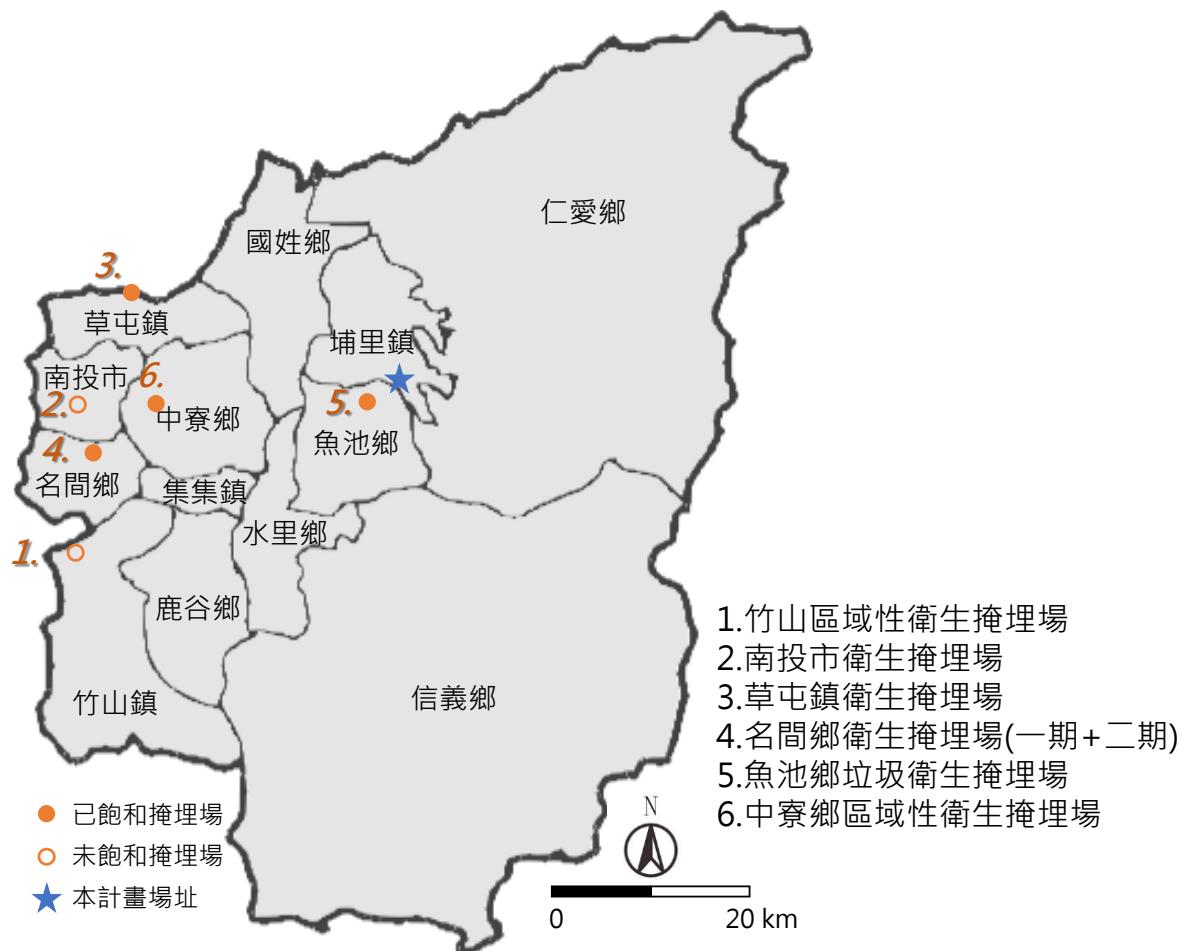 仁愛鄉
國姓鄉
3.
草屯鎮
埔里鎮
南投市
6.
2.
5.
中寮鄉
魚池鄉
4.
名間鄉
集集鎮
水里鄉
1.
鹿谷鄉
竹山鎮
信義鄉
1.竹山區域性衛生掩埋場
2.南投市衛生掩埋場
3.草屯鎮衛生掩埋場
4.名間鄉衛生掩埋場(一期+二期)
5.魚池鄉垃圾衛生掩埋場
6.中寮鄉區域性衛生掩埋場
已飽和掩埋場
未飽和掩埋場
本計畫場址
N
0 20 km